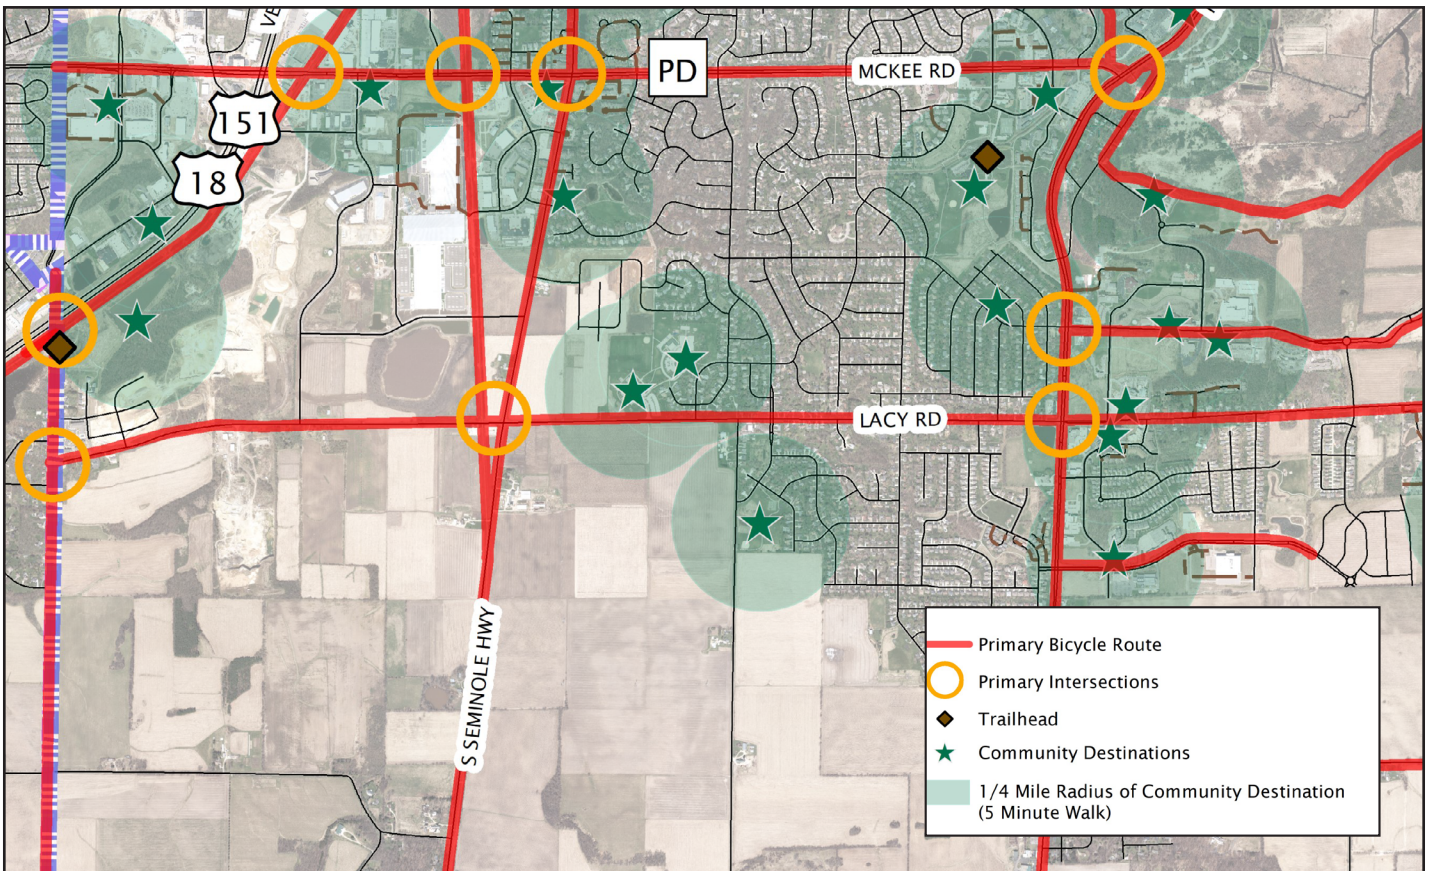 VE
PD
MCKEE RD
151
18
LACY RD
S SEMINOLE HWY
Primary Bicycle Route
Primary Intersections
Trailhead
Community Destinations
1/4 Mile Radius of Community Destination
(5 Minute Walk)